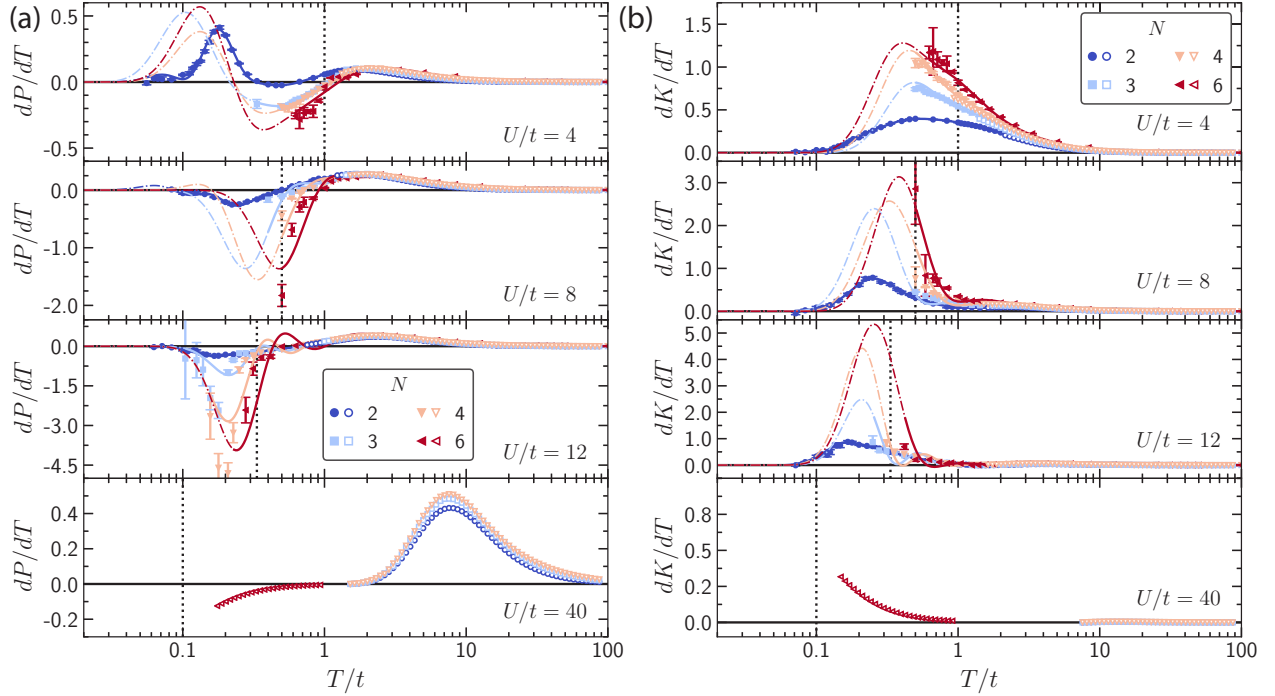 (a)
dP/dT
0.5
0.0
-0.5
N
2
3
4
6
U/t = 4
dP/dT
0.0
-1.0
-2.0
U/t = 8
dP/dT
0.0
-1.5
-3.0
-4.5
N
2
3
4
6
U/t = 12
dP/dT
0.4
0.2
0.0
-0.2
U/t = 40
0.1
1
10
100
T/t
(b)
dK/dT
1.5
1.0
0.5
0.0
N
2
3
4
6
U/t = 4
dK/dT
3.0
2.0
1.0
0.0
U/t = 8
dK/dT
5.0
4.0
3.0
2.0
1.0
0.0
U/t = 12
dK/dT
0.8
0.5
0.2
0.0
U/t = 40
0.1
1
10
100
T/t